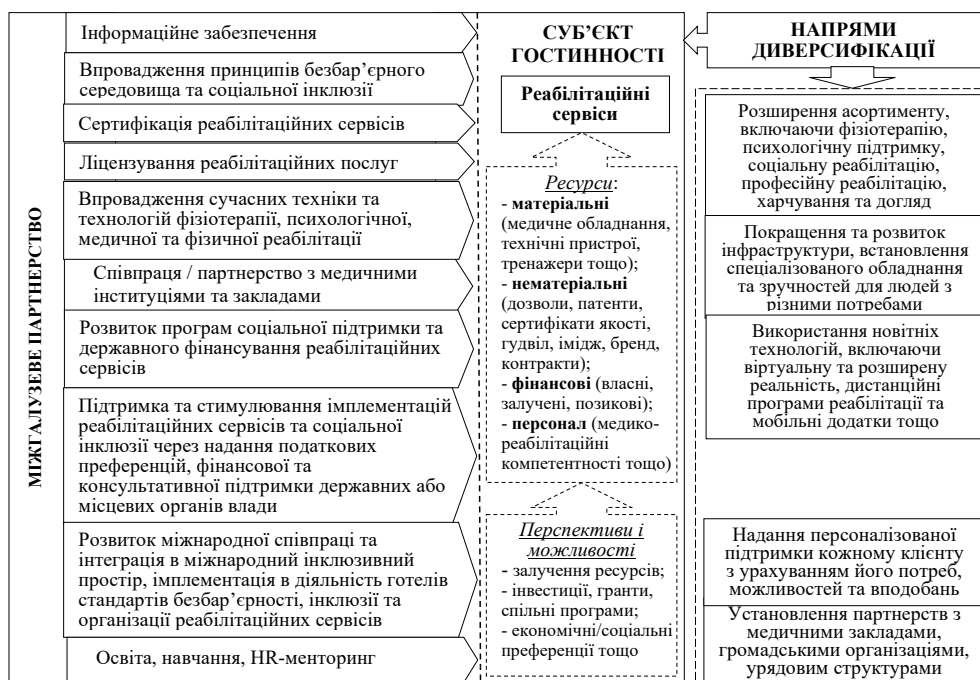 МІЖГАЛУЗЕВЕ ПАРТНЕРСТВО
Інформаційне забезпечення
Впровадження принципів безбар’єрного
середовища та соціальної інклюзії
Сертифікація реабілітаційних сервісів
Ліцензування реабілітаційних послуг
Впровадження сучасних техніки та
технологій фізіотерапії, психологічної,
медичної та фізичної реабілітації
Співпраця / партнерство з медичними
інституціями та закладами
Розвиток програм соціальної підтримки та
державного фінансування реабілітаційних
сервісів
Підтримка та стимулювання імплементацій
реабілітаційних сервісів та соціальної
інклюзії через надання податкових
преференцій, фінансової та
консультативної підтримки державних або
місцевих органів влади
Розвиток міжнародної співпраці та
інтеграція в міжнародний інклюзивний
простір, імплементація в діяльність готелів
стандартів безбар’єрності, інклюзії та
організації реабілітаційних сервісів
Освіта, навчання, HR-менторинг
СУБ’ЄКТ
ГОСТИННОСТІ
Реабілітаційні
сервіси
Ресурси:
- матеріальні
(медичне обладнання,
технічні пристрої,
тренажери тощо);
- нематеріальні
(дозволи, патенти,
сертифікати якості,
гудвіл, імідж, бренд,
контракти);
- фінансові (власні,
залучені, позикові);
- персонал (медико-
реабілітаційні
компетентності тощо)
Перспективи і
можливості
- залучення ресурсів;
- інвестиції, гранти,
спільні програми;
- економічні/соціальні
преференції тощо
НАПРЯМИ
ДИВЕРСИФІКАЦІЇ
Розширення асортименту,
включаючи фізіотерапію,
психологічну підтримку,
соціальну реабілітацію,
професійну реабілітацію,
харчування та догляд
Покращення та розвиток
інфраструктури, встановлення
спеціалізованого обладнання
та зручностей для людей з
різними потребами
Використання новітніх
технологій, включаючи
віртуальну та розширену
реальність, дистанційні
програми реабілітації та
мобільні додатки тощо
Надання персоналізованої
підтримки кожному клієнту
з урахуванням його потреб,
можливостей та вподобань
Установлення партнерств з
медичними закладами,
громадськими організаціями,
урядовим структурами